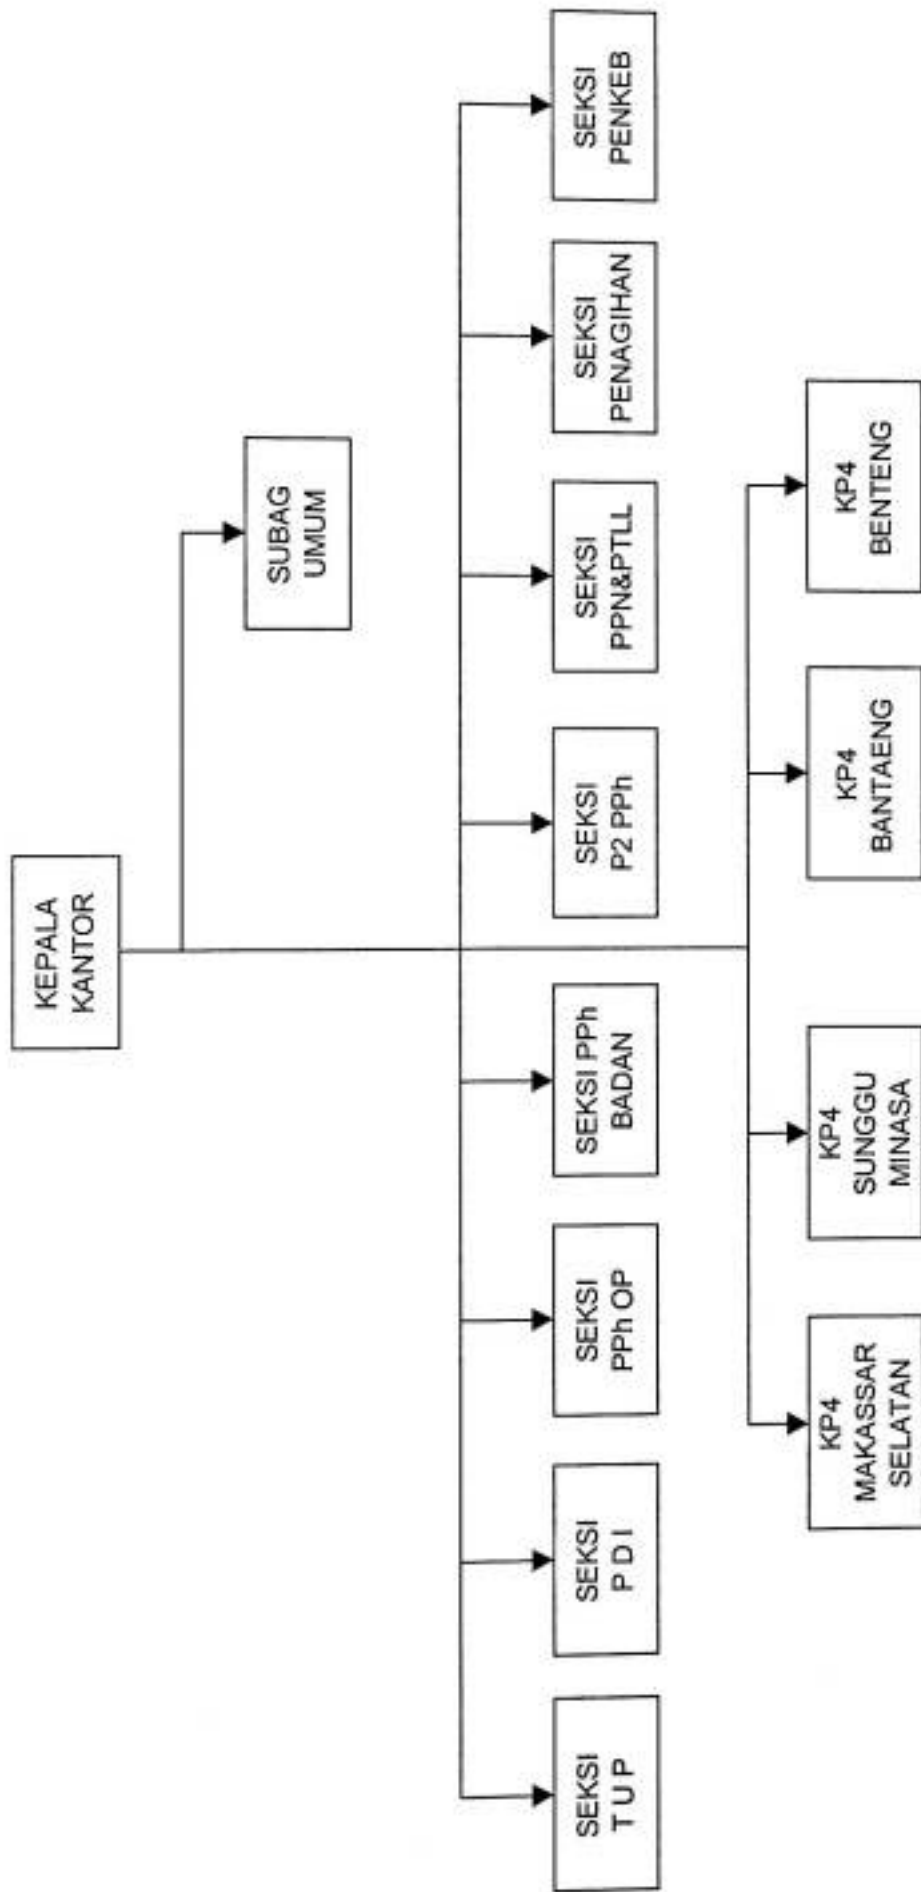 KEPALA
KANTOR
SUBAG
UMUM
SEKSI
T U P
SEKSI
P D I
SEKSI
PPh OP
SEKSI PPh
BADAN
SEKSI
P2 PPh
SEKSI
PPN&PTLL
SEKSI
PENAGIHAN
SEKSI
PENKEB
KP4
MAKASSAR
SELATAN
KP4
SUNGGU
MINASA
KP4
BANTAENG
KP4
BENTENG